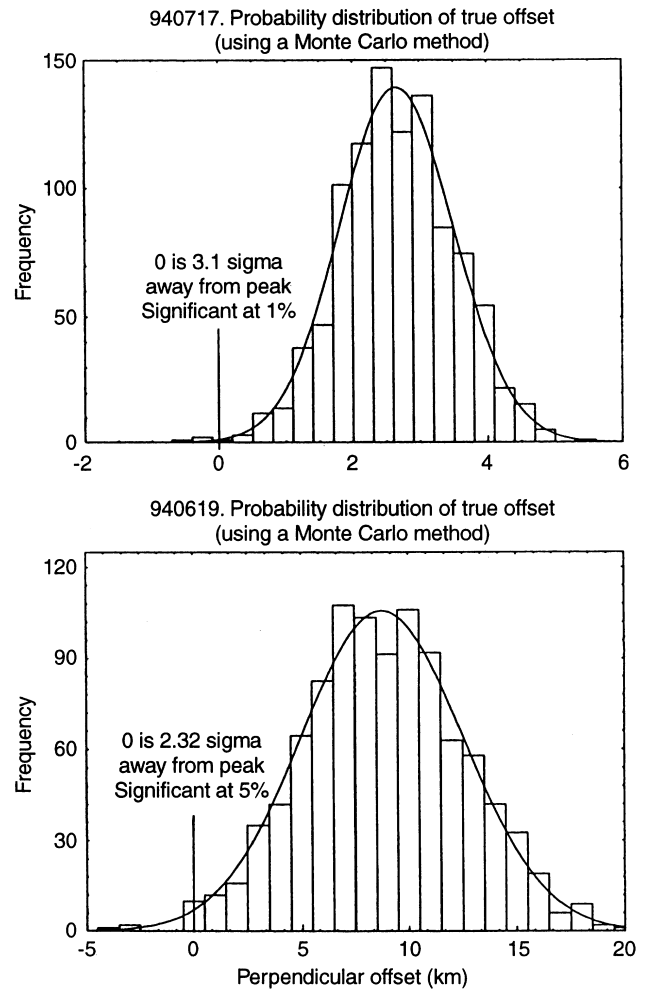 940717. Probability distribution of true offset
(using a Monte Carlo method)
150
100
50
0
Frequency
0 is 3.1 sigma
away from peak
Significant at 1%
-2
0
2
4
6
940619. Probability distribution of true offset
(using a Monte Carlo method)
120
90
60
30
0
Frequency
0 is 2.32 sigma
away from peak
Significant at 5%
-5
0
5
10
15
20
Perpendicular offset (km)